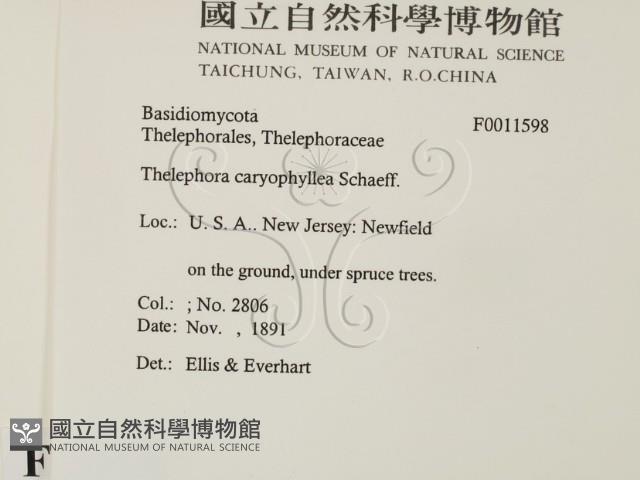 國立自然科學博物館
NATIONAL MUSEUM OF NATURAL SCIENCE
TAICHUNG, TAIWAN, R.O.CHINA
Basidiomycota F0011598
Thelephorales, Thelephoraceae
Thelephora caryophyllea Schaeff.
Loc.: U. S. A.. New Jersey: Newfield
on the ground, under spruce trees.
Col.: ; No. 2806
Date: Nov. , 1891
Det.: Ellis & Everhart
國立自然科學博物館
NATIONAL MUSEUM OF NATURAL SCIENCE
F